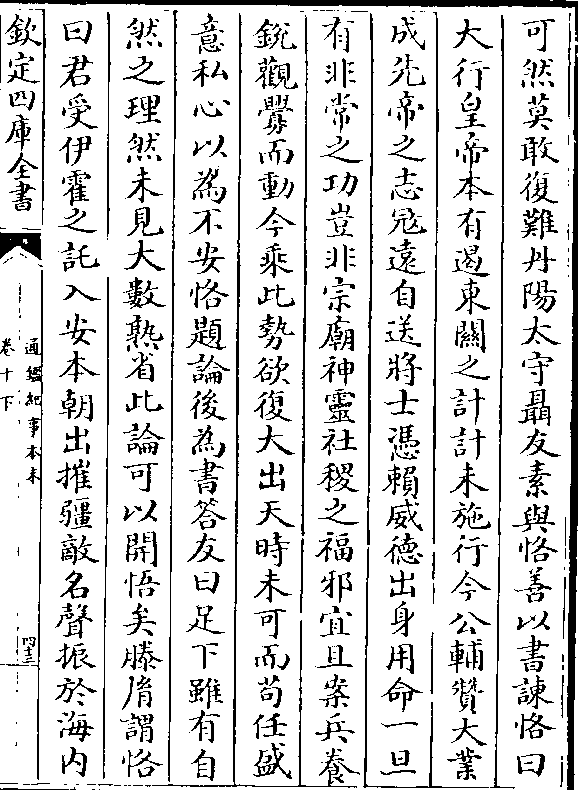 可然莫敢復難丹陽太守聶友素與恪善以書諫恪曰
大行皇帝本有遏東關之計計未施行今公輔贊大業
成先帝之志冦遠自送將士憑賴威德出身用命一旦
有非常之功豈非宗廟神靈社稷之福邪宜且案兵養
銳觀釁而動今乘此勢欲復大出天時未可而苟任盛
意私心以為不安恪題論後為書答友曰足下雖有自
然之理然未見大數熟省此論可以開悟矣滕𦙍謂恪
曰君受伊霍之託入安本朝出摧彊敵名聲振於海内
欽定四庫全書
通鑑紀事本末
卷十下